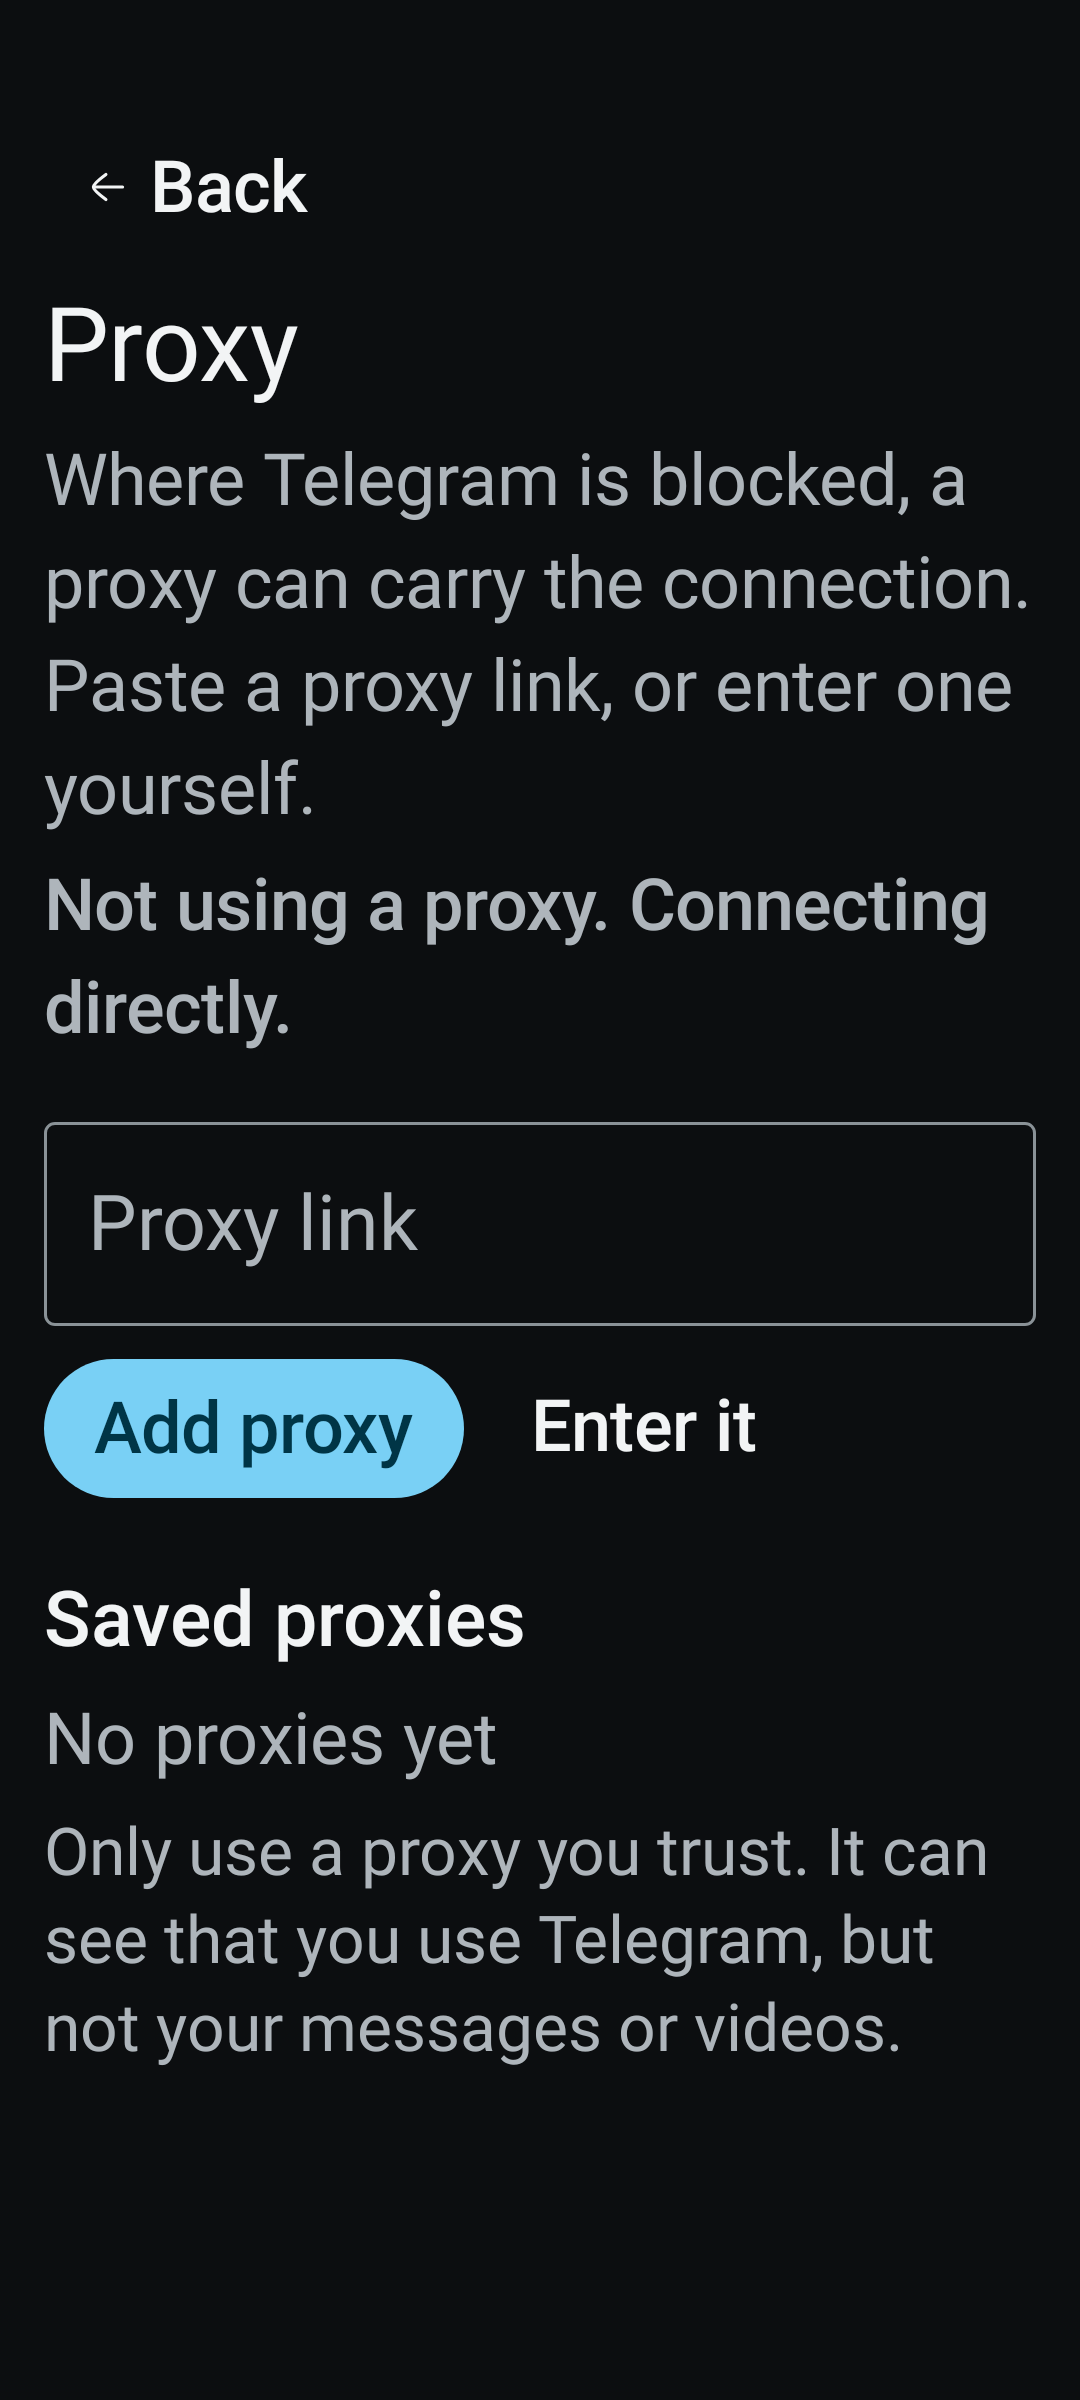 Back
Proxy
Where Telegram is blocked, a
proxy can carry the connection.
Paste a proxy link, or enter one
yourself.
Not using a proxy. Connecting
directly.
Proxy link
Add proxy Enter it
Saved proxies
No proxies yet
Only use a proxy you trust. It can
see that you use Telegram, but
not your messages or videos.